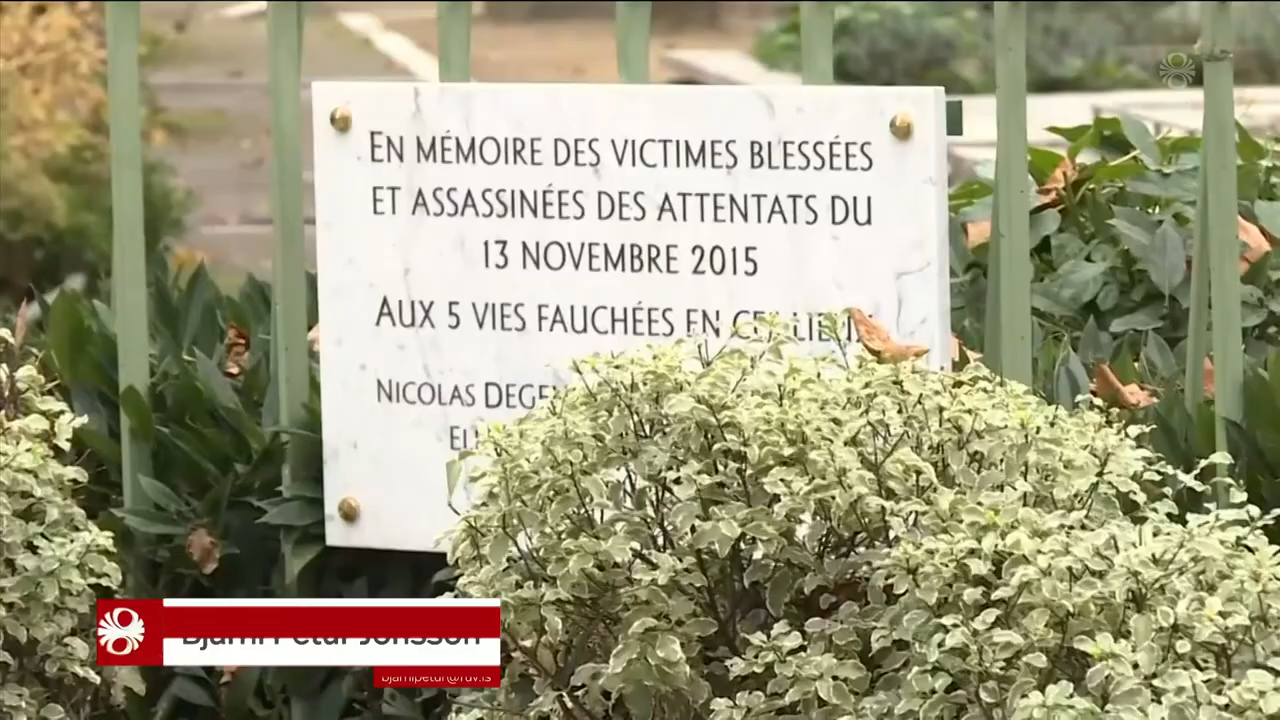 EN MÉMOIRE DES VICTIMES BLESSÉES
ET ASSASSINÉES DES ATTENTATS DU
13 NOVEMBRE 2015
AUX 5 VIES FAUCHÉES EN
NICOLAS
Bjarni Pétur Jónsson
bjarnipetur@ruv.is